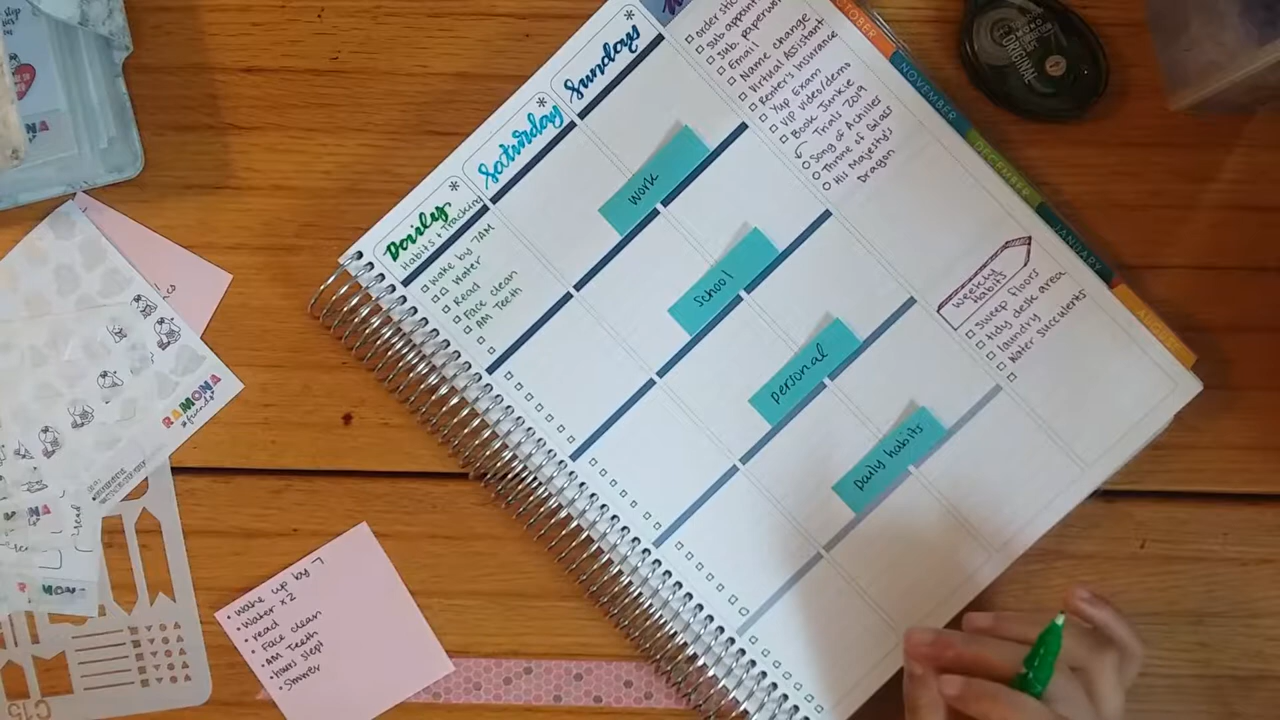 Sundays
*
Saturday
*
Daily
*
Habits + Tracking
□ Wake by 7AM
□□ Water
□ Read
□ Face clean
□ AM Teeth
work
school
personal
Daily habits
□ order
□ sub. appoint
□ sub. paperwork
□ Email
□ Name change
□ Virtual Assistant
□ Renter's Insurance
□ Yup Exam
□ VIP Video/demo
□ Book Junkie
Trials 2019
○ Song of Achilles
○ Throne of Glass
○ His Majesty's
Dragon
Weekly
Habits
□ sweep floors
□ tidy desk area
□ laundry
□ Water Succulents
OCTOBER
NOVEMBER
DECEMBER
JANUARY
MONO
ORIGINAL
RAMONA
• wake up by 7
• Water x2
• read
• Face clean
• AM Teeth
• hours slept
C15